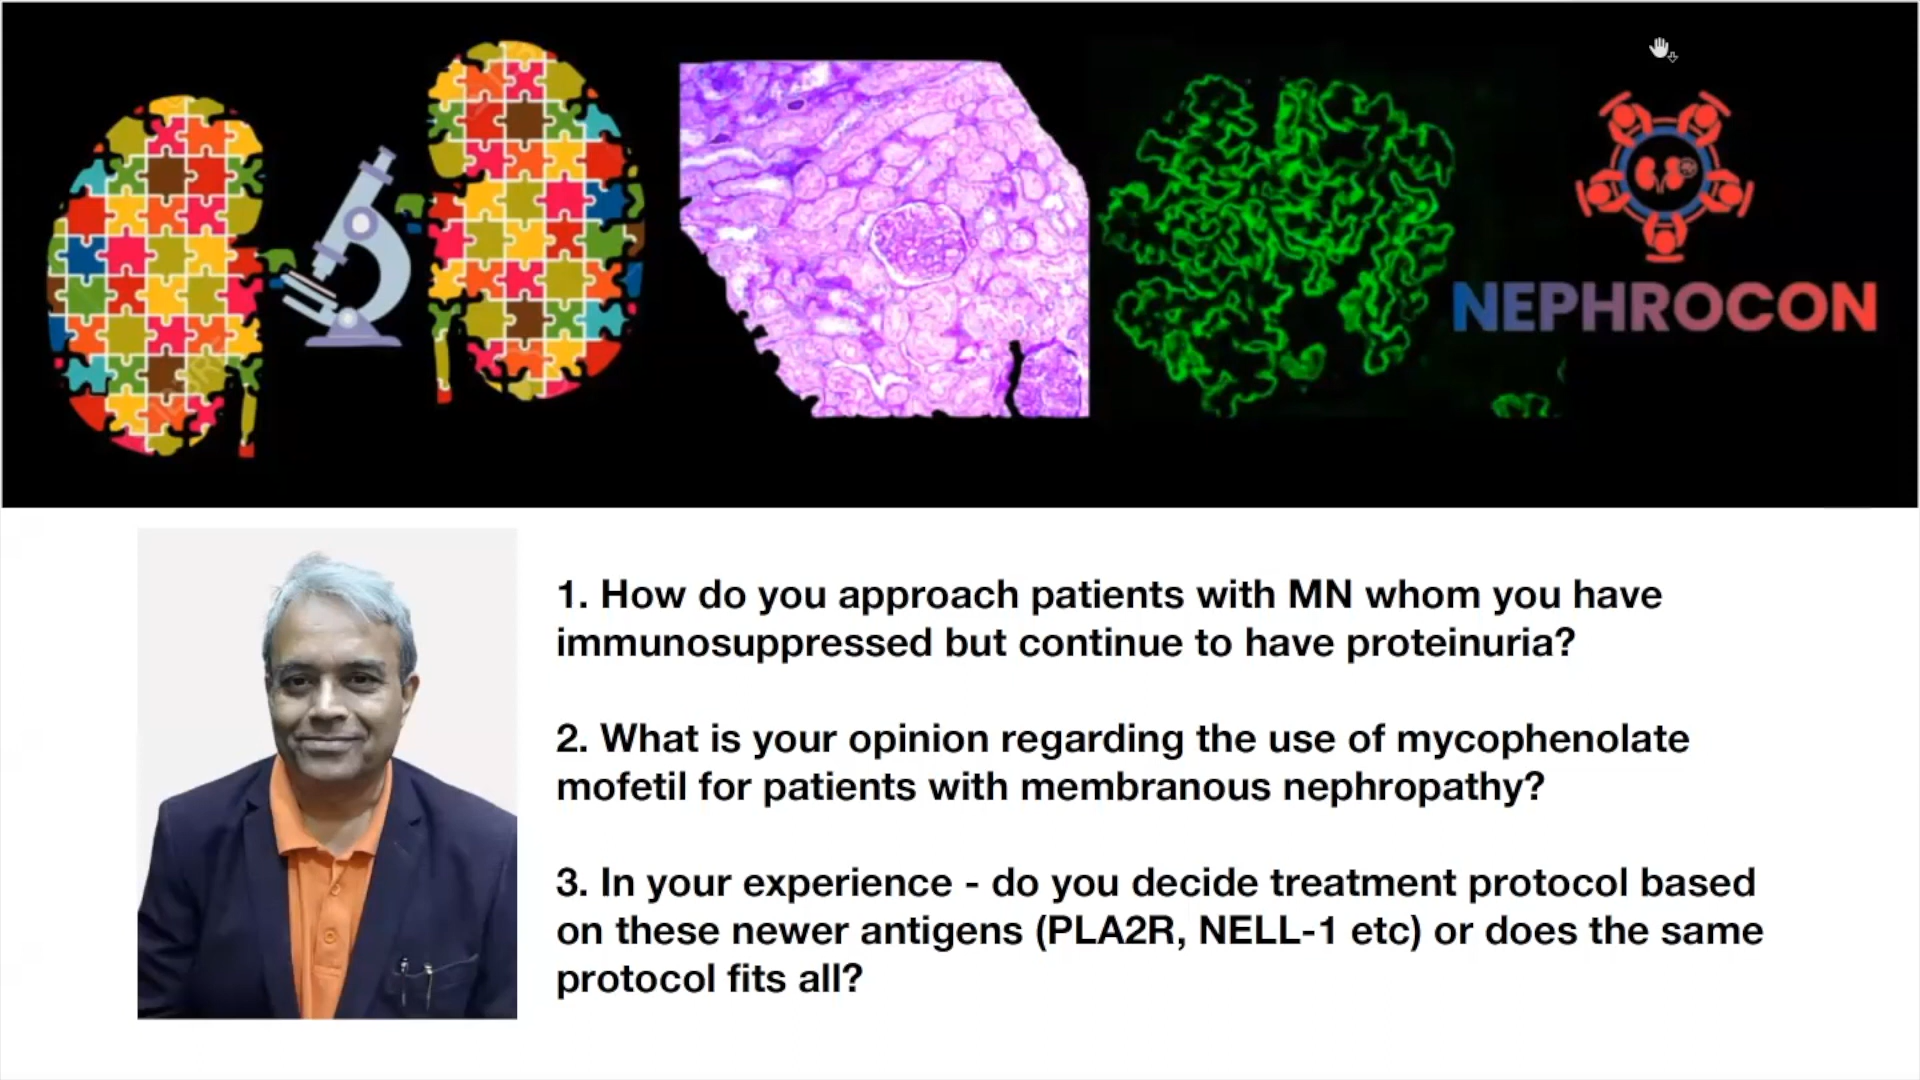 NEPHROCON
1. How do you approach patients with MN whom you have
immunosuppressed but continue to have proteinuria?
2. What is your opinion regarding the use of mycophenolate
mofetil for patients with membranous nephropathy?
3. In your experience - do you decide treatment protocol based
on these newer antigens (PLA2R, NELL-1 etc) or does the same
protocol fits all?